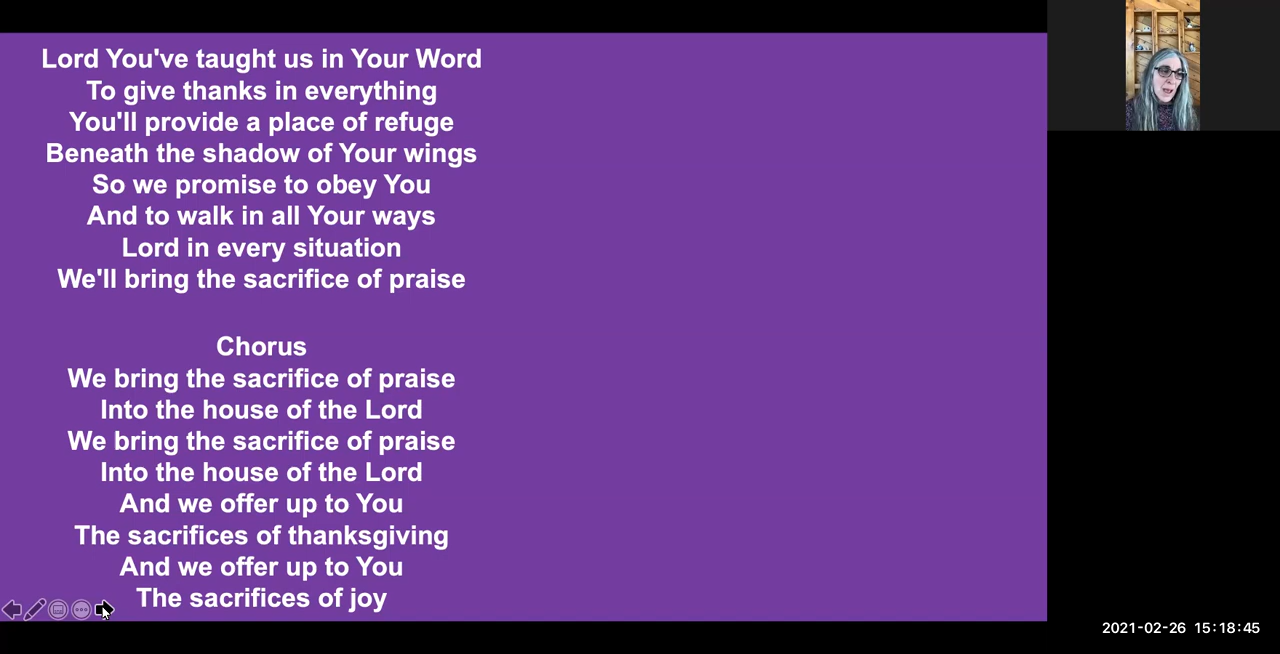 Lord You've taught us in Your Word
To give thanks in everything
You'll provide a place of refuge
Beneath the shadow of Your wings
So we promise to obey You
And to walk in all Your ways
Lord in every situation
We'll bring the sacrifice of praise
Chorus
We bring the sacrifice of praise
Into the house of the Lord
We bring the sacrifice of praise
Into the house of the Lord
And we offer up to You
The sacrifices of thanksgiving
And we offer up to You
The sacrifices of joy
2021-02-26 15:18:45